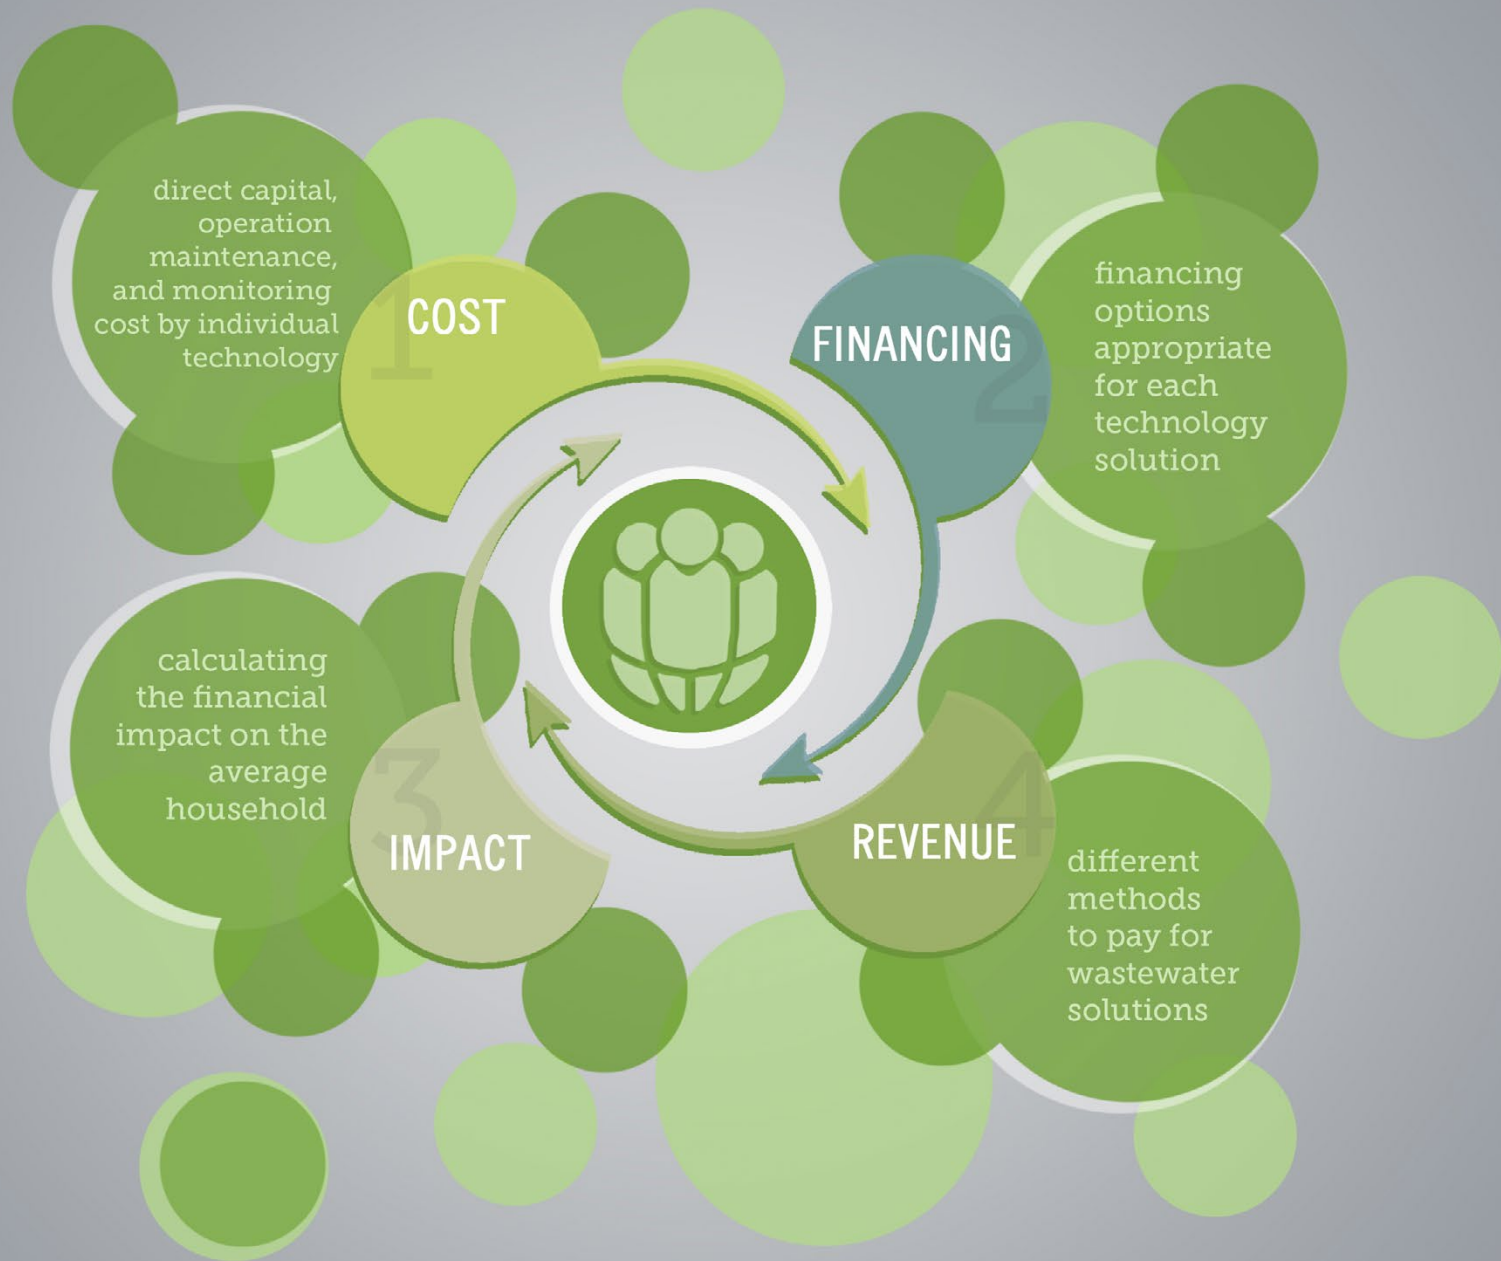 direct capital,
operation
maintenance,
and monitoring
cost by individual
technology
1
COST
FINANCING
2
financing
options
appropriate
for each
technology
solution
calculating
the financial
impact on the
average
household
3
IMPACT
REVENUE
4
different
methods
to pay for
wastewater
solutions